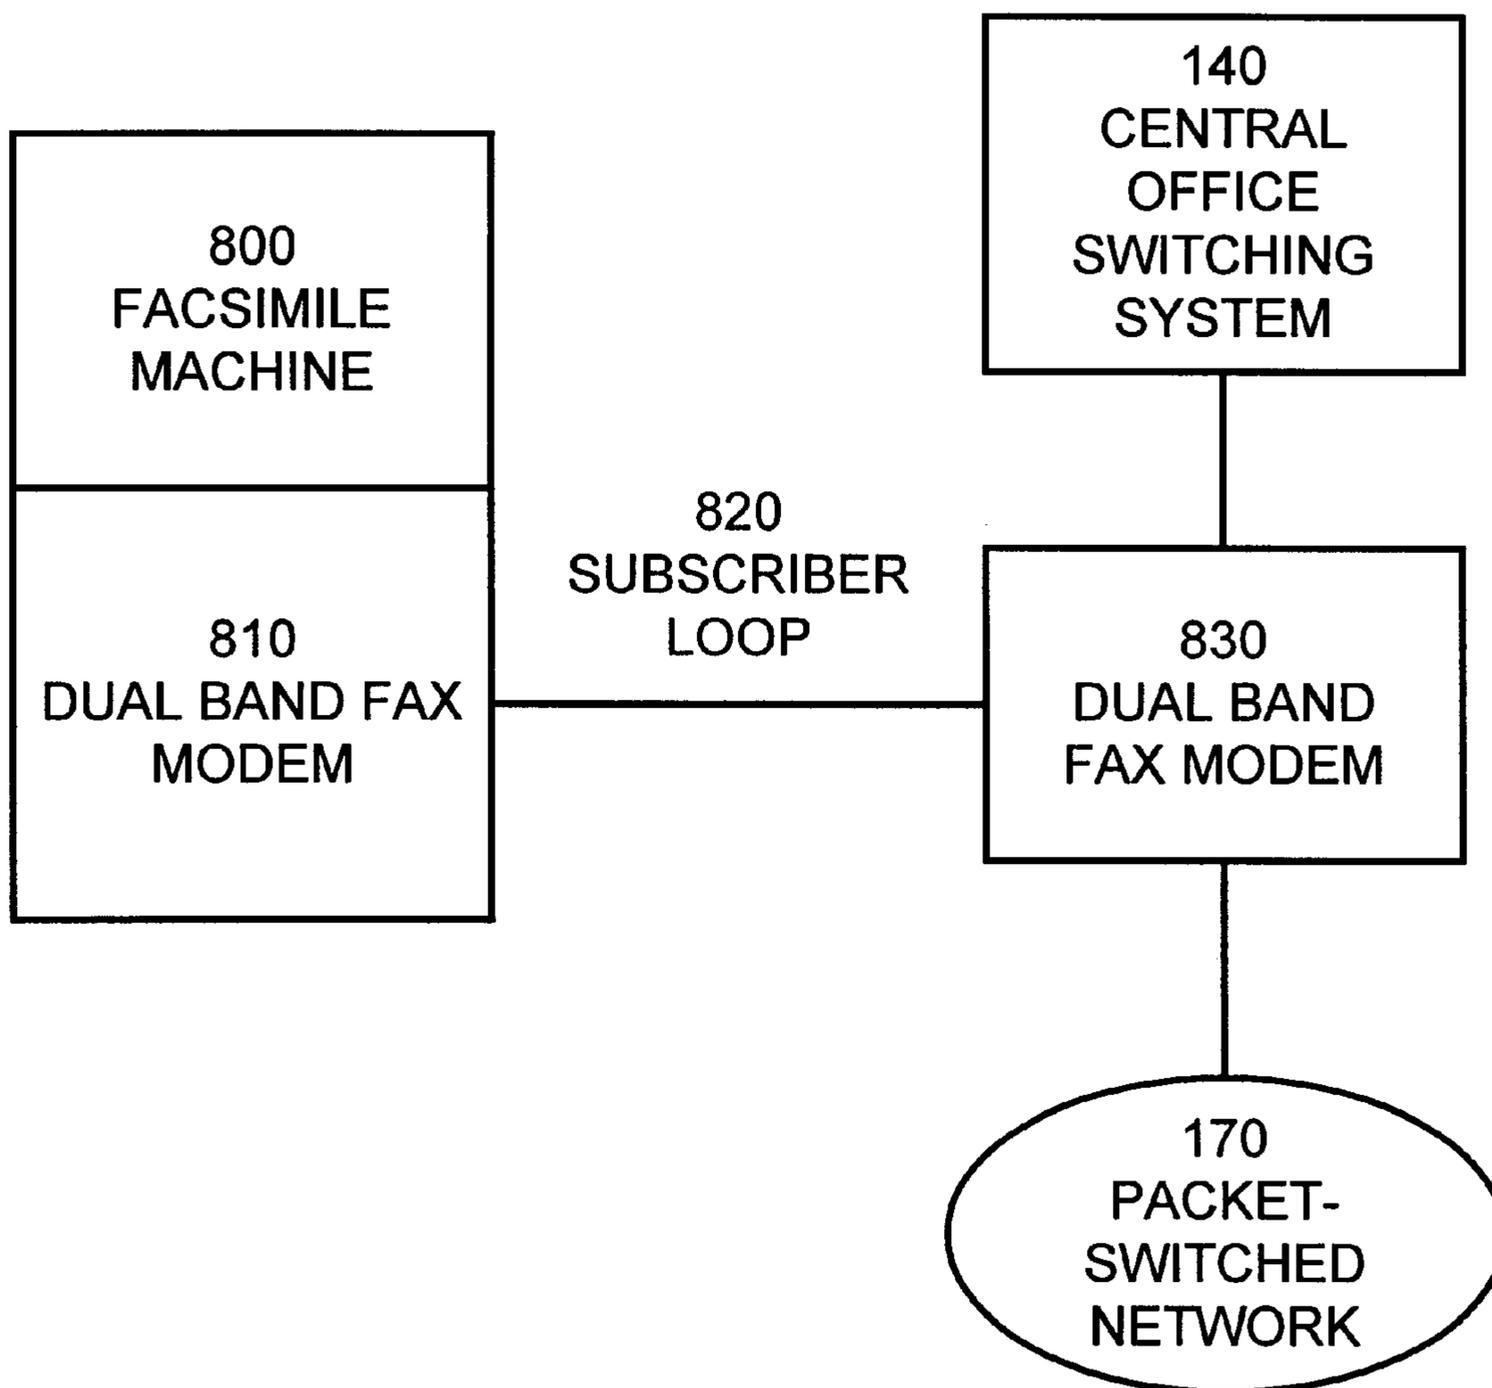 140
CENTRAL
OFFICE
SWITCHING
SYSTEM
800
FACSIMILE
MACHINE
820
SUBSCRIBER
LOOP
810
DUAL BAND FAX
MODEM
830
DUAL BAND
FAX MODEM
170
PACKET-
SWITCHED
NETWORK